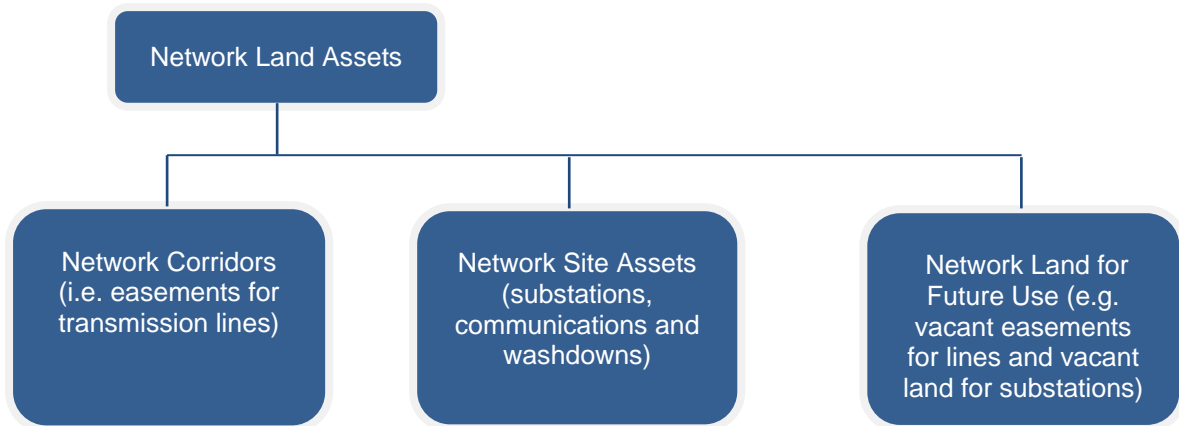 Network Land Assets
Network Corridors
(i.e. easements for
transmission lines)
Network Site Assets
(substations,
communications and
washdowns)
Network Land for
Future Use (e.g.
vacant easements
for lines and vacant
land for substations)